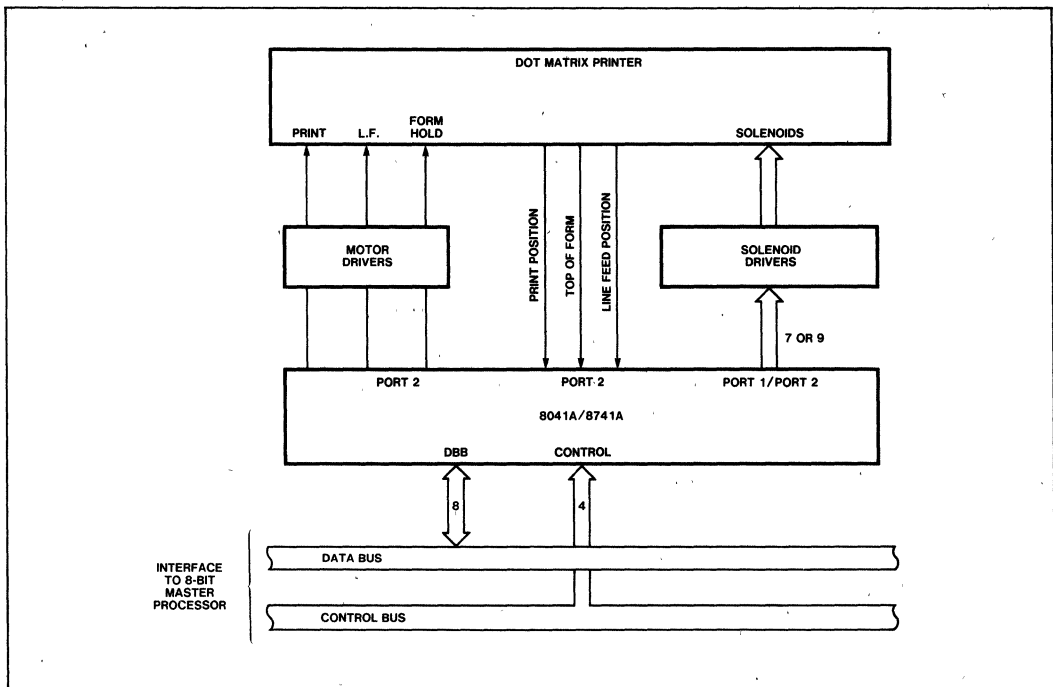 DOT MATRIX PRINTER
PRINT
L.F.
FORM
HOLD
SOLENOIDS
MOTOR
DRIVERS
PRINT POSITION
TOP OF FORM
LINE FEED POSITION
SOLENOID
DRIVERS
7 OR 9
PORT 2
PORT 2
PORT 1/PORT 2
8041A/8741A
DBB
CONTROL
8
4
INTERFACE
TO 8-BIT
MASTER
PROCESSOR
DATA BUS
CONTROL BUS